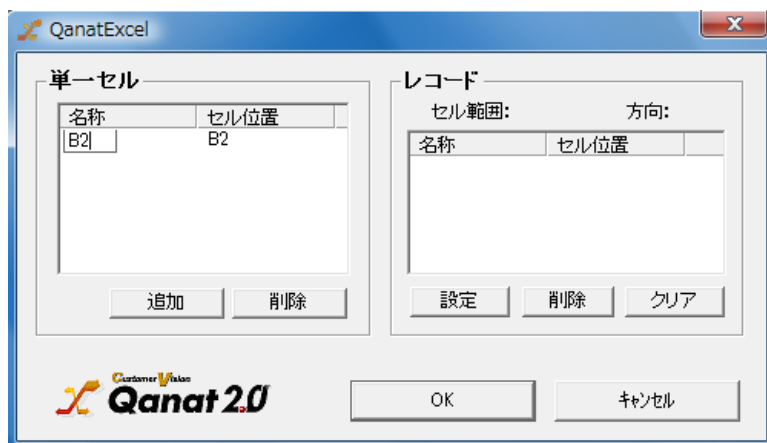 QanatExcel
単一セル
名称 セル位置
B2 B2
追加 削除
レコード
セル範囲: 方向:
名称 セル位置
設定 削除 クリア
Customer Vision
Qanat 2.0
OK キャンセル